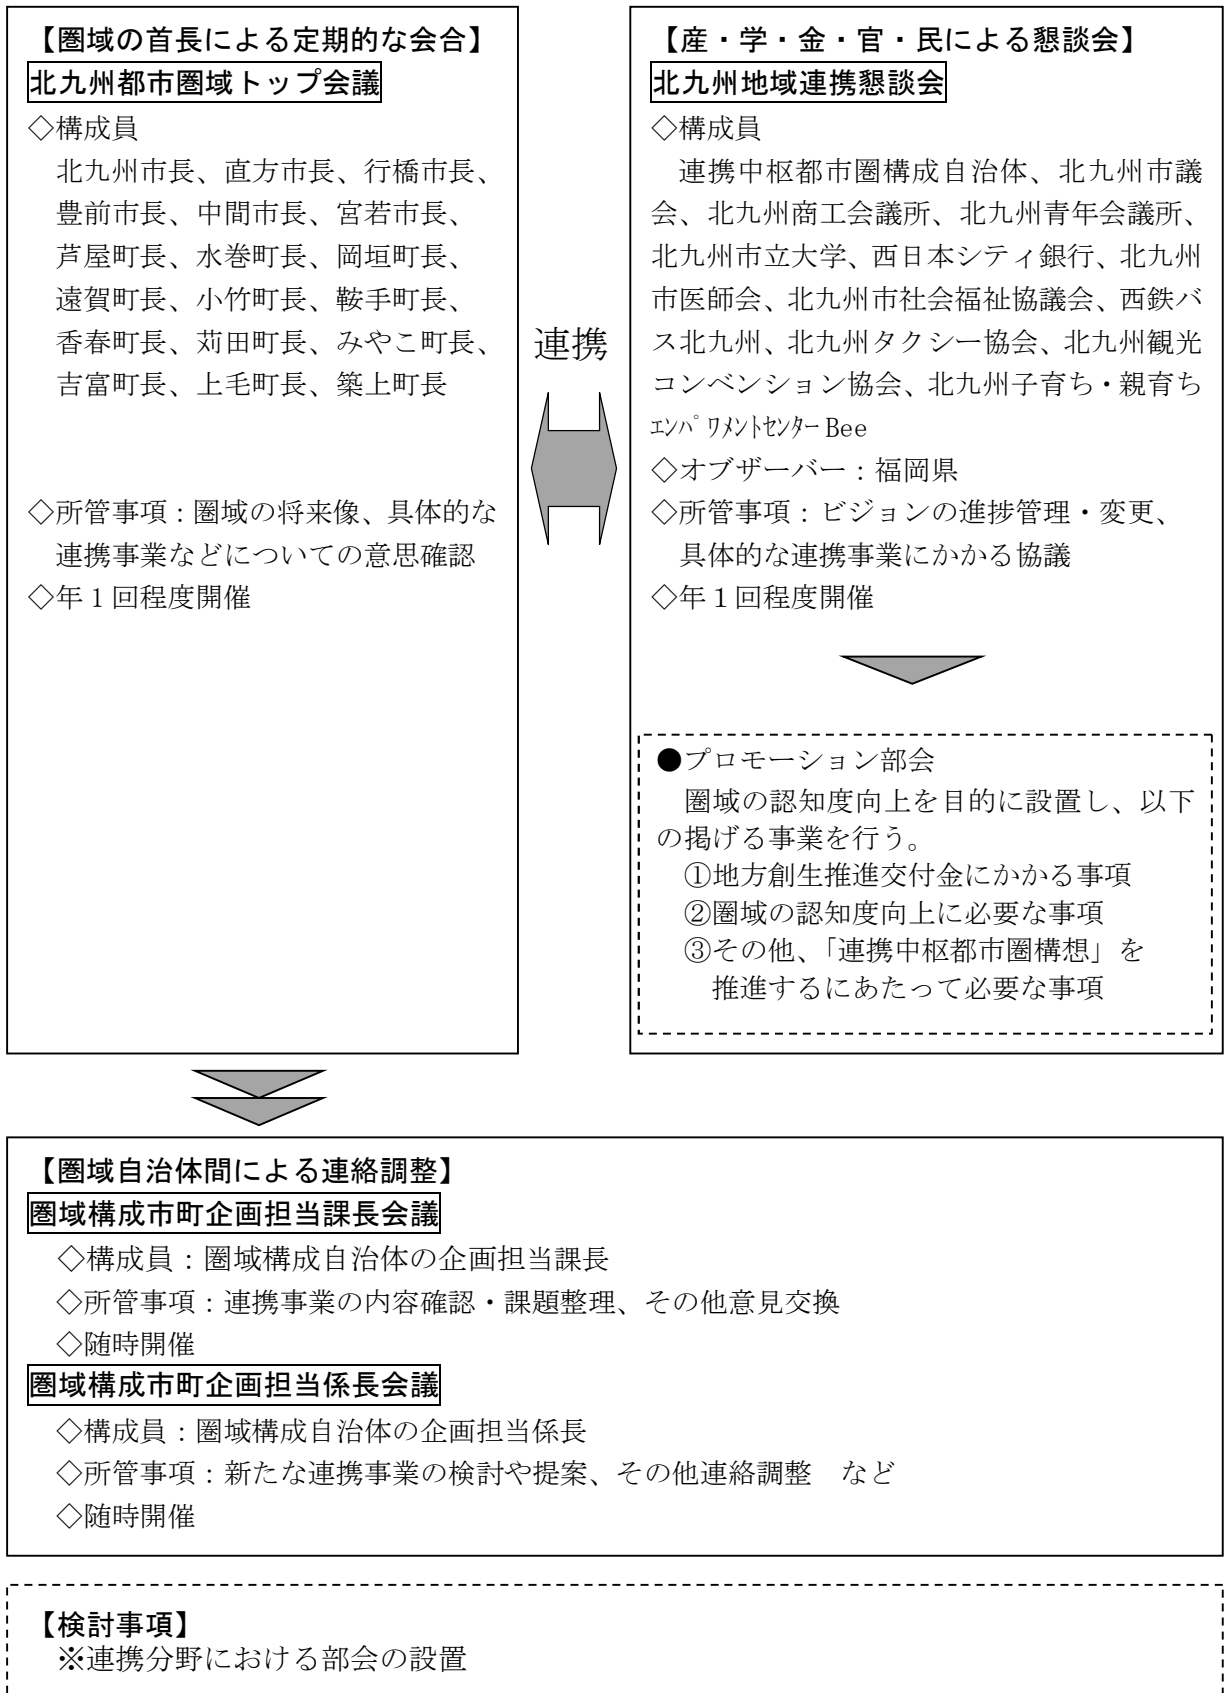 【圏域の首長による定期的な会合】
北九州都市圏域トップ会議
◇構成員
北九州市長、直方市長、行橋市長、
豊前市長、中間市長、宮若市長、
芦屋町長、水巻町長、岡垣町長、
遠賀町長、小竹町長、鞍手町長、
香春町長、苅田町長、みやこ町長、
吉富町長、上毛町長、築上町長
◇所管事項：圏域の将来像、具体的な
連携事業などについての意思確認
◇年1回程度開催
連携
【産・学・金・官・民による懇談会】
北九州地域連携懇談会
◇構成員
連携中枢都市圏構成自治体、北九州市議
会、北九州商工会議所、北九州青年会議所、
北九州市立大学、西日本シティ銀行、北九州
市医師会、北九州市社会福祉協議会、西鉄バ
ス北九州、北九州タクシー協会、北九州観光
コンベンション協会、北九州子育ち・親育ち
ｴﾝﾊﾟﾜﾒﾝﾄｾﾝﾀｰ Bee
◇オブザーバー：福岡県
◇所管事項：ビジョンの進捗管理・変更、
具体的な連携事業にかかる協議
◇年１回程度開催
●プロモーション部会
圏域の認知度向上を目的に設置し、以下
の掲げる事業を行う。
①地方創生推進交付金にかかる事項
②圏域の認知度向上に必要な事項
③その他、「連携中枢都市圏構想」を
推進するにあたって必要な事項
【圏域自治体間による連絡調整】
圏域構成市町企画担当課長会議
◇構成員：圏域構成自治体の企画担当課長
◇所管事項：連携事業の内容確認・課題整理、その他意見交換
◇随時開催
圏域構成市町企画担当係長会議
◇構成員：圏域構成自治体の企画担当係長
◇所管事項：新たな連携事業の検討や提案、その他連絡調整　など
◇随時開催
【検討事項】
※連携分野における部会の設置